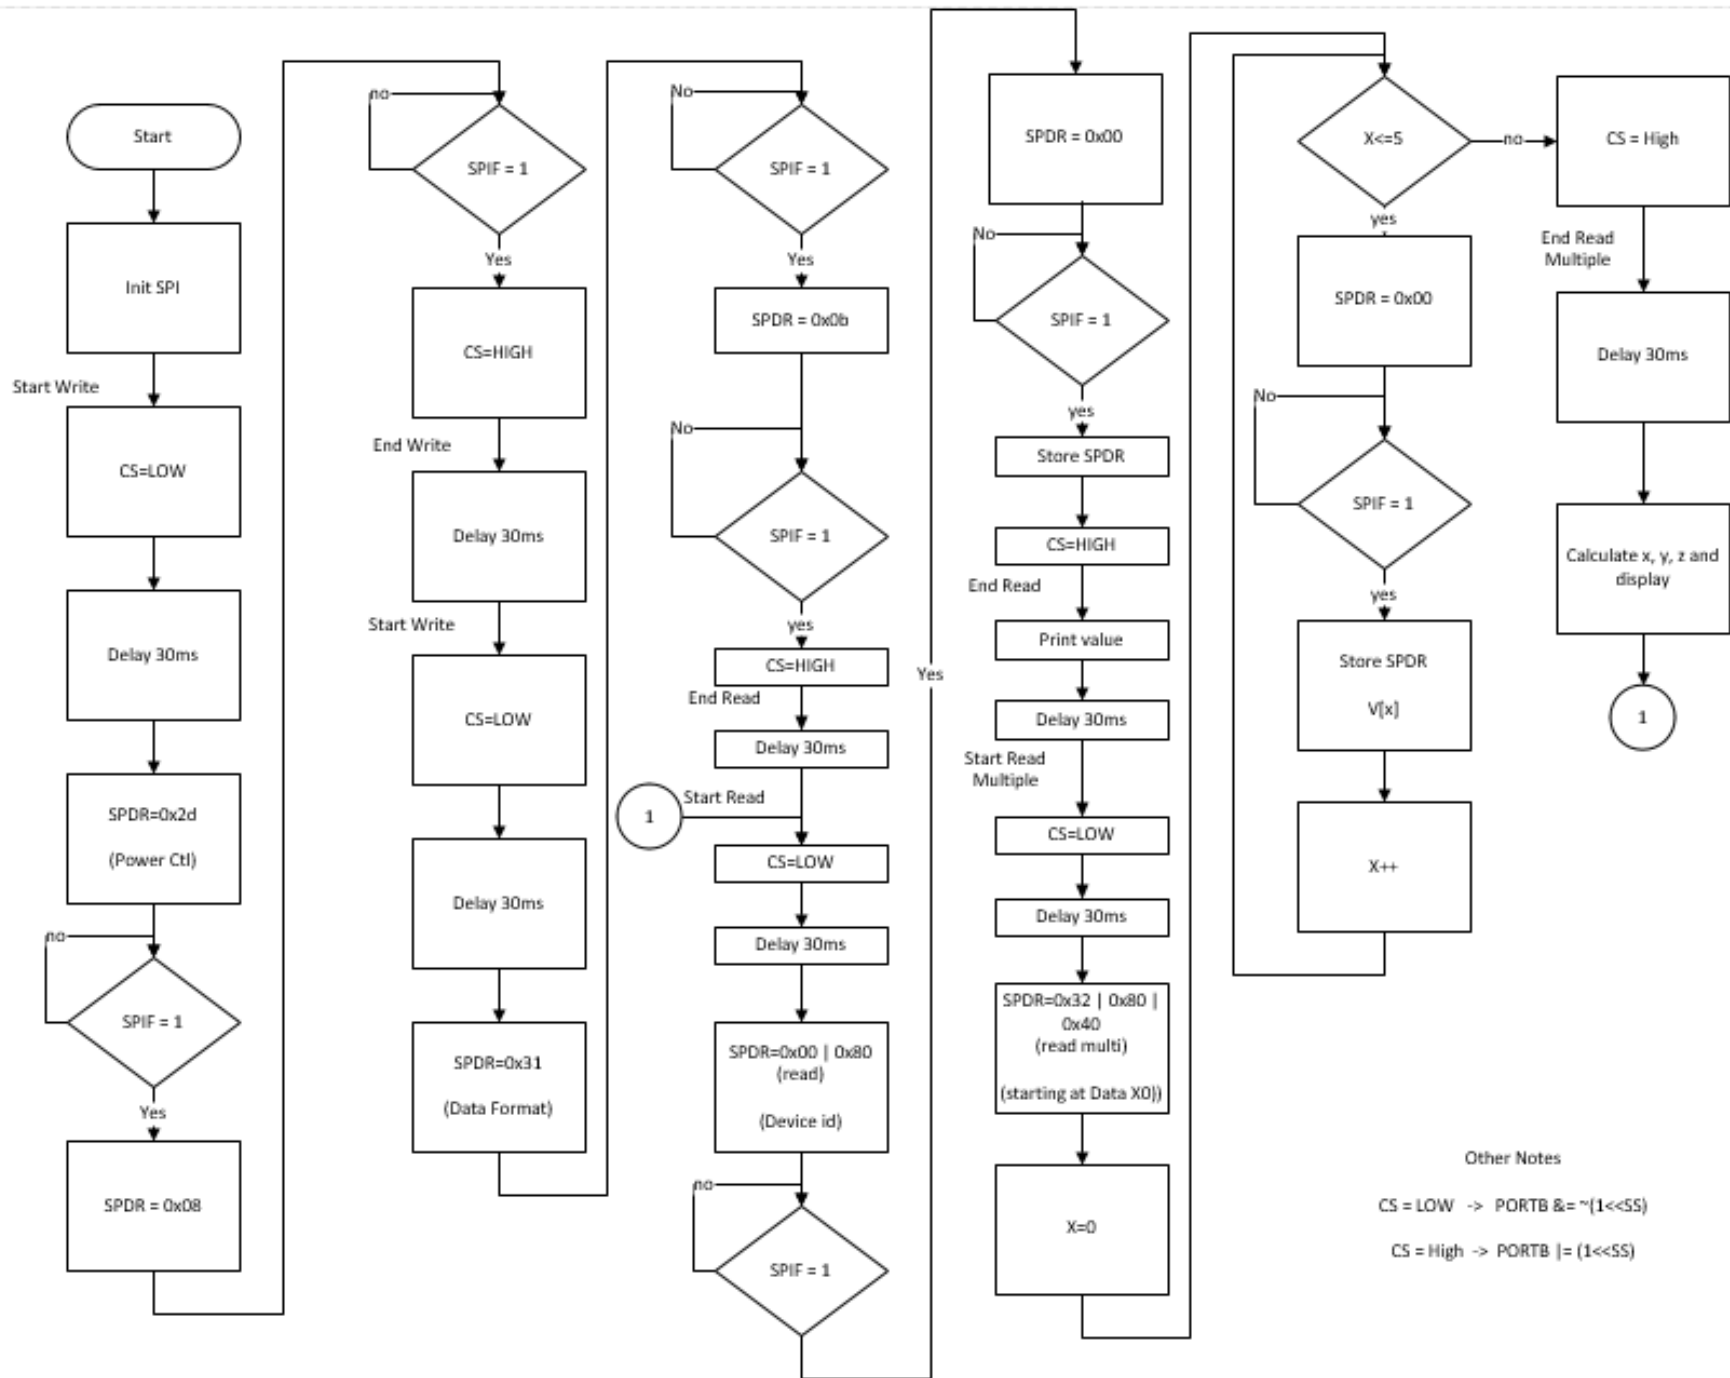 Start
Init SPI
Start Write
CS=LOW
Delay 30ms
SPDR=0x2d
(Power Ctl)
no
SPIF = 1
Yes
SPDR = 0x08
no
SPIF = 1
Yes
CS=HIGH
End Write
Delay 30ms
Start Write
CS=LOW
Delay 30ms
SPDR=0x31
(Data Format)
No
SPIF = 1
Yes
SPDR = 0x0b
No
SPIF = 1
yes
CS=HIGH
End Read
Delay 30ms
1
Start Read
CS=LOW
Delay 30ms
SPDR=0x00 | 0x80
(read)
(Device id)
no
SPIF = 1
Yes
SPDR = 0x00
No
SPIF = 1
yes
Store SPDR
CS=HIGH
End Read
Print value
Delay 30ms
Start Read
Multiple
CS=LOW
Delay 30ms
SPDR=0x32 | 0x80 |
0x40
(read multi)
(starting at Data X0))
X=0
X<=5
no
yes
SPDR = 0x00
No
SPIF = 1
yes
Store SPDR
V[x]
X++
CS = High
End Read
Multiple
Delay 30ms
Calculate x, y, z and
display
1
Other Notes
CS = LOW -> PORTB &= ~(1<<SS)
CS = High -> PORTB |= (1<<SS)